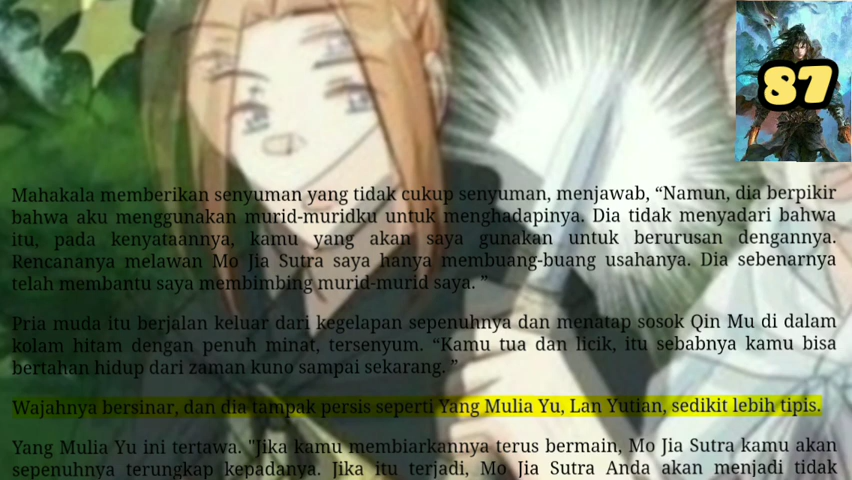 87
Mahakala memberikan senyuman yang tidak cukup senyuman, menjawab, “Namun, dia berpikir
bahwa aku menggunakan murid-muridku untuk menghadapinya. Dia tidak menyadari bahwa
itu, pada kenyataannya, kamu yang akan saya gunakan untuk berurusan dengannya.
Rencananya melawan Mo Jia Sutra saya hanya membuang-buang usahanya. Dia sebenarnya
telah membantu saya membimbing murid-murid saya. ”
Pria muda itu berjalan keluar dari kegelapan sepenuhnya dan menatap sosok Qin Mu di dalam
kolam hitam dengan penuh minat, tersenyum. “Kamu tua dan licik, itu sebabnya kamu bisa
bertahan hidup dari zaman kuno sampai sekarang. ”
Wajahnya bersinar, dan dia tampak persis seperti Yang Mulia Yu, Lan Yutian, sedikit lebih tipis.
Yang Mulia Yu ini tertawa. "Jika kamu membiarkannya terus bermain, Mo Jia Sutra kamu akan
sepenuhnya terungkap kepadanya. Jika itu terjadi, Mo Jia Sutra Anda akan menjadi tidak